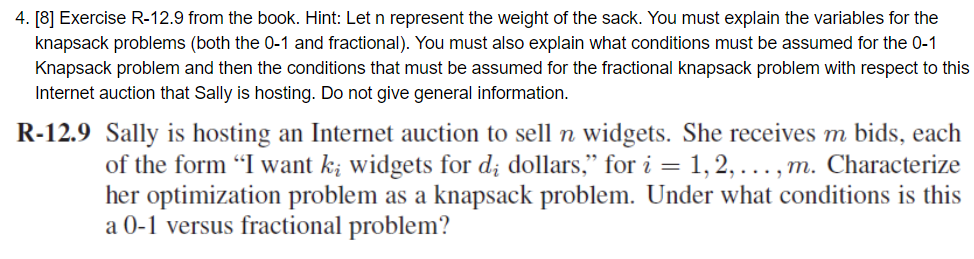 4. [8] Exercise R-12.9 from the book. Hint: Let n represent the weight of the sack. You must explain the variables for the
knapsack problems (both the 0-1 and fractional). You must also explain what conditions must be assumed for the 0-1
Knapsack problem and then the conditions that must be assumed for the fractional knapsack problem with respect to this
Internet auction that Sally is hosting. Do not give general information.
R-12.9 Sally is hosting an Internet auction to sell n widgets. She receives m bids, each
of the form “I want kᵢ widgets for dᵢ dollars,” for i = 1, 2, . . . , m. Characterize
her optimization problem as a knapsack problem. Under what conditions is this
a 0-1 versus fractional problem?